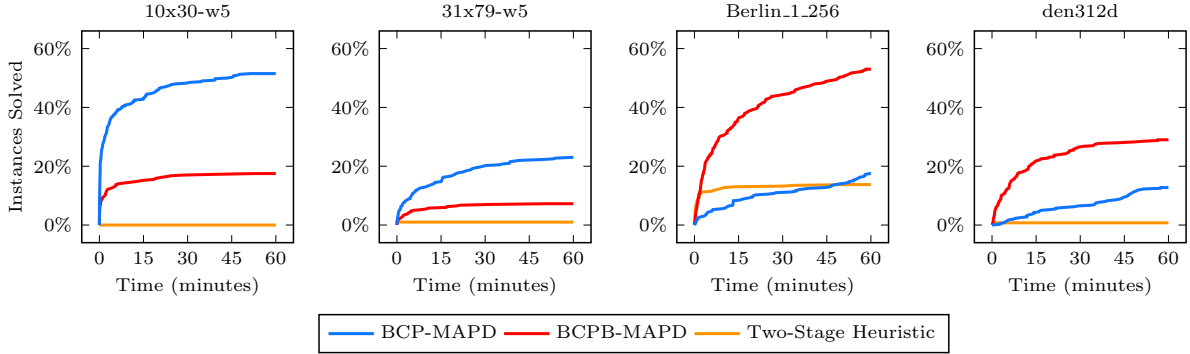 10x30-w5
31x79-w5
Berlin_1_256
den312d
Instances Solved
60%
40%
20%
0%
60%
40%
20%
0%
60%
40%
20%
0%
60%
40%
20%
0%
0 15 30 45 60
0 15 30 45 60
0 15 30 45 60
0 15 30 45 60
Time (minutes)
Time (minutes)
Time (minutes)
Time (minutes)
BCP-MAPD BCPB-MAPD Two-Stage Heuristic